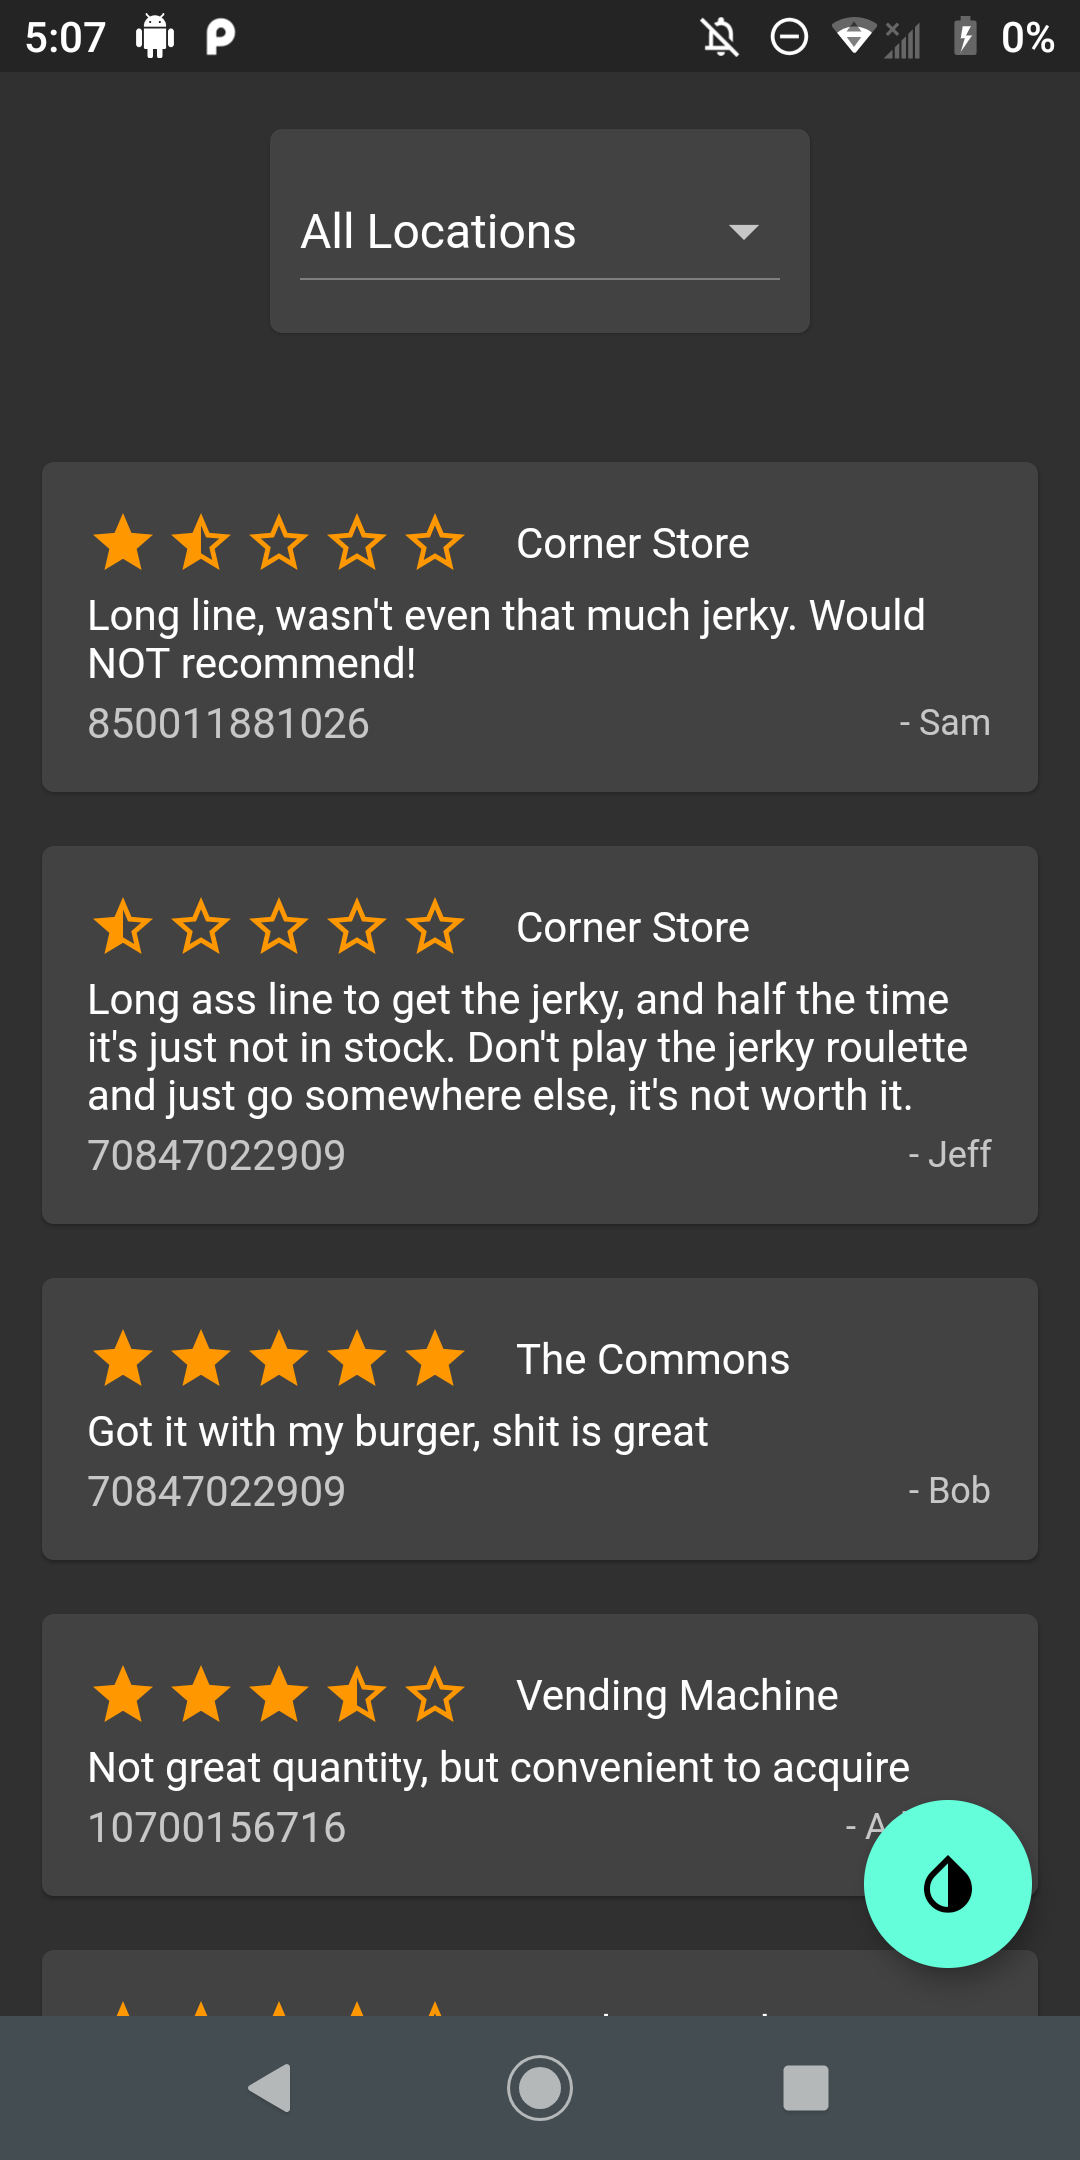 5:07
0%
All Locations
Corner Store
Long line, wasn't even that much jerky. Would
NOT recommend!
850011881026
- Sam
Corner Store
Long ass line to get the jerky, and half the time
it's just not in stock. Don't play the jerky roulette
and just go somewhere else, it's not worth it.
70847022909
- Jeff
The Commons
Got it with my burger, shit is great
70847022909
- Bob
Vending Machine
Not great quantity, but convenient to acquire
10700156716